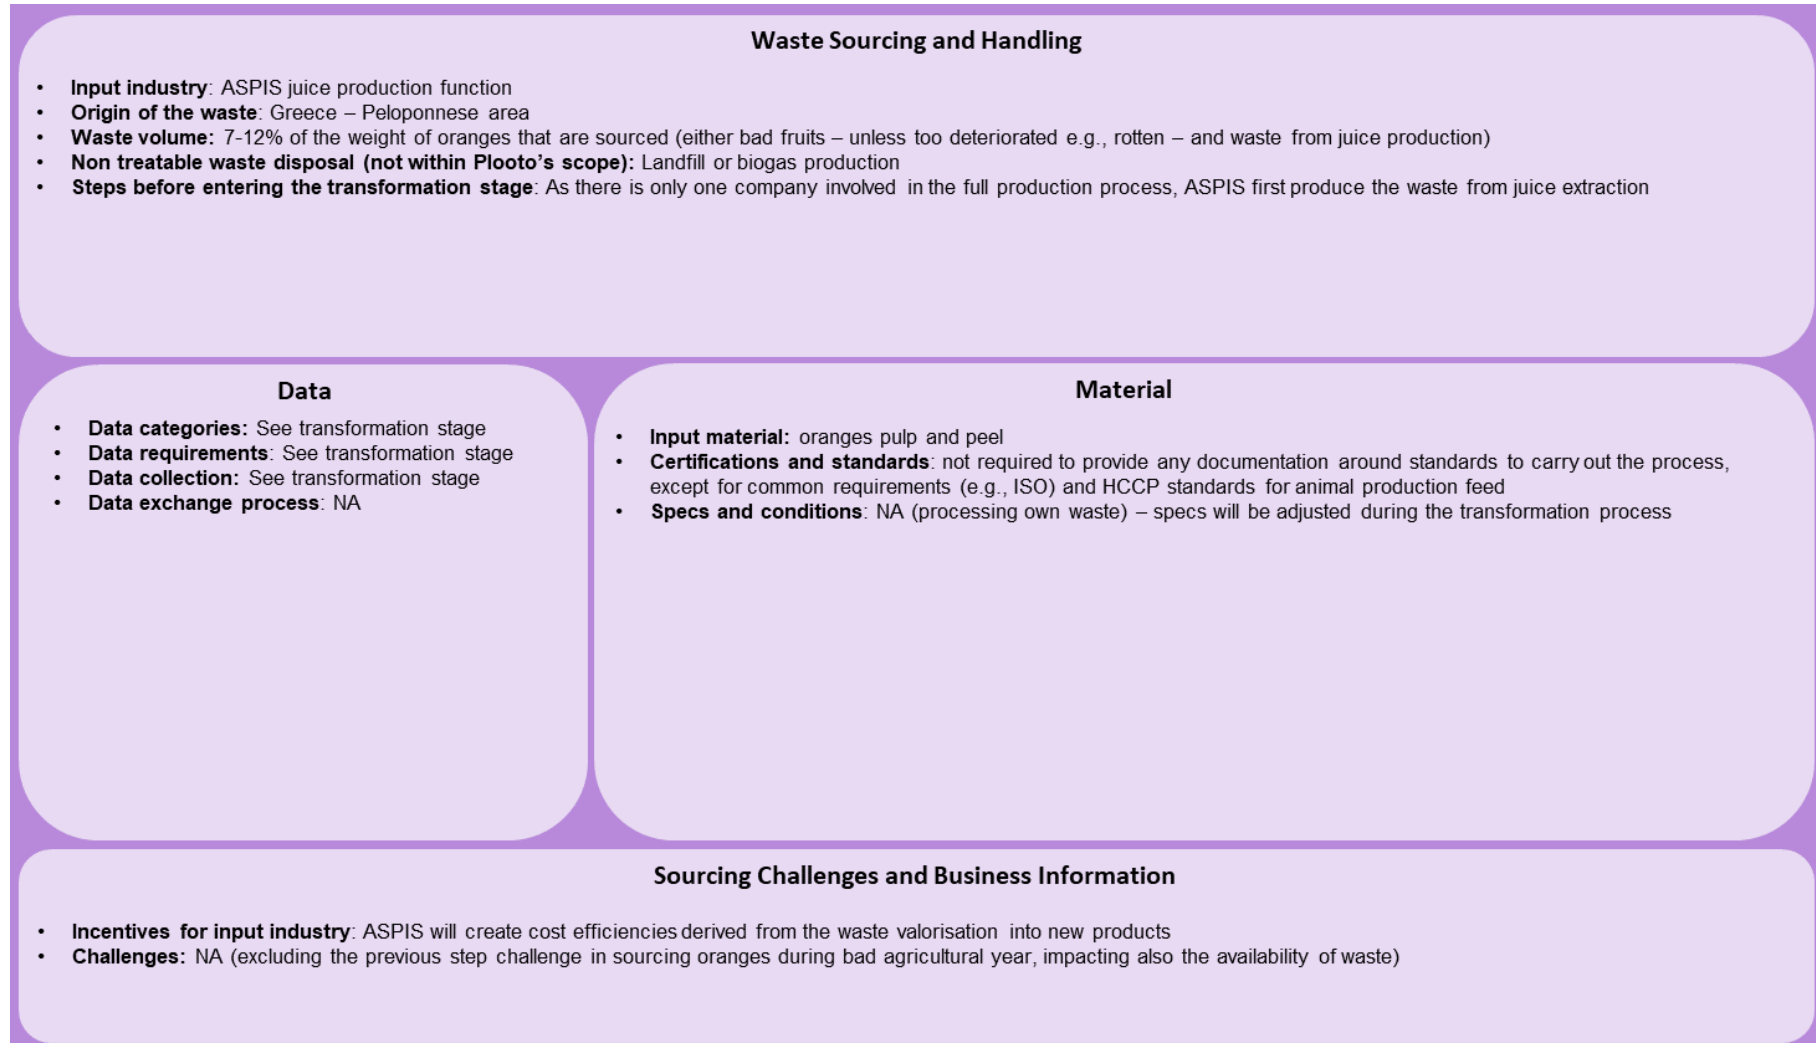 Waste Sourcing and Handling
• Input industry: ASPIS juice production function
• Origin of the waste: Greece – Peloponnese area
• Waste volume: 7-12% of the weight of oranges that are sourced (either bad fruits – unless too deteriorated e.g., rotten – and waste from juice production)
• Non treatable waste disposal (not within Plooto's scope): Landfill or biogas production
• Steps before entering the transformation stage: As there is only one company involved in the full production process, ASPIS first produce the waste from juice extraction
Data
• Data categories: See transformation stage
• Data requirements: See transformation stage
• Data collection: See transformation stage
• Data exchange process: NA
Material
• Input material: oranges pulp and peel
• Certifications and standards: not required to provide any documentation around standards to carry out the process,
except for common requirements (e.g., ISO) and HCCP standards for animal production feed
• Specs and conditions: NA (processing own waste) – specs will be adjusted during the transformation process
Sourcing Challenges and Business Information
• Incentives for input industry: ASPIS will create cost efficiencies derived from the waste valorisation into new products
• Challenges: NA (excluding the previous step challenge in sourcing oranges during bad agricultural year, impacting also the availability of waste)